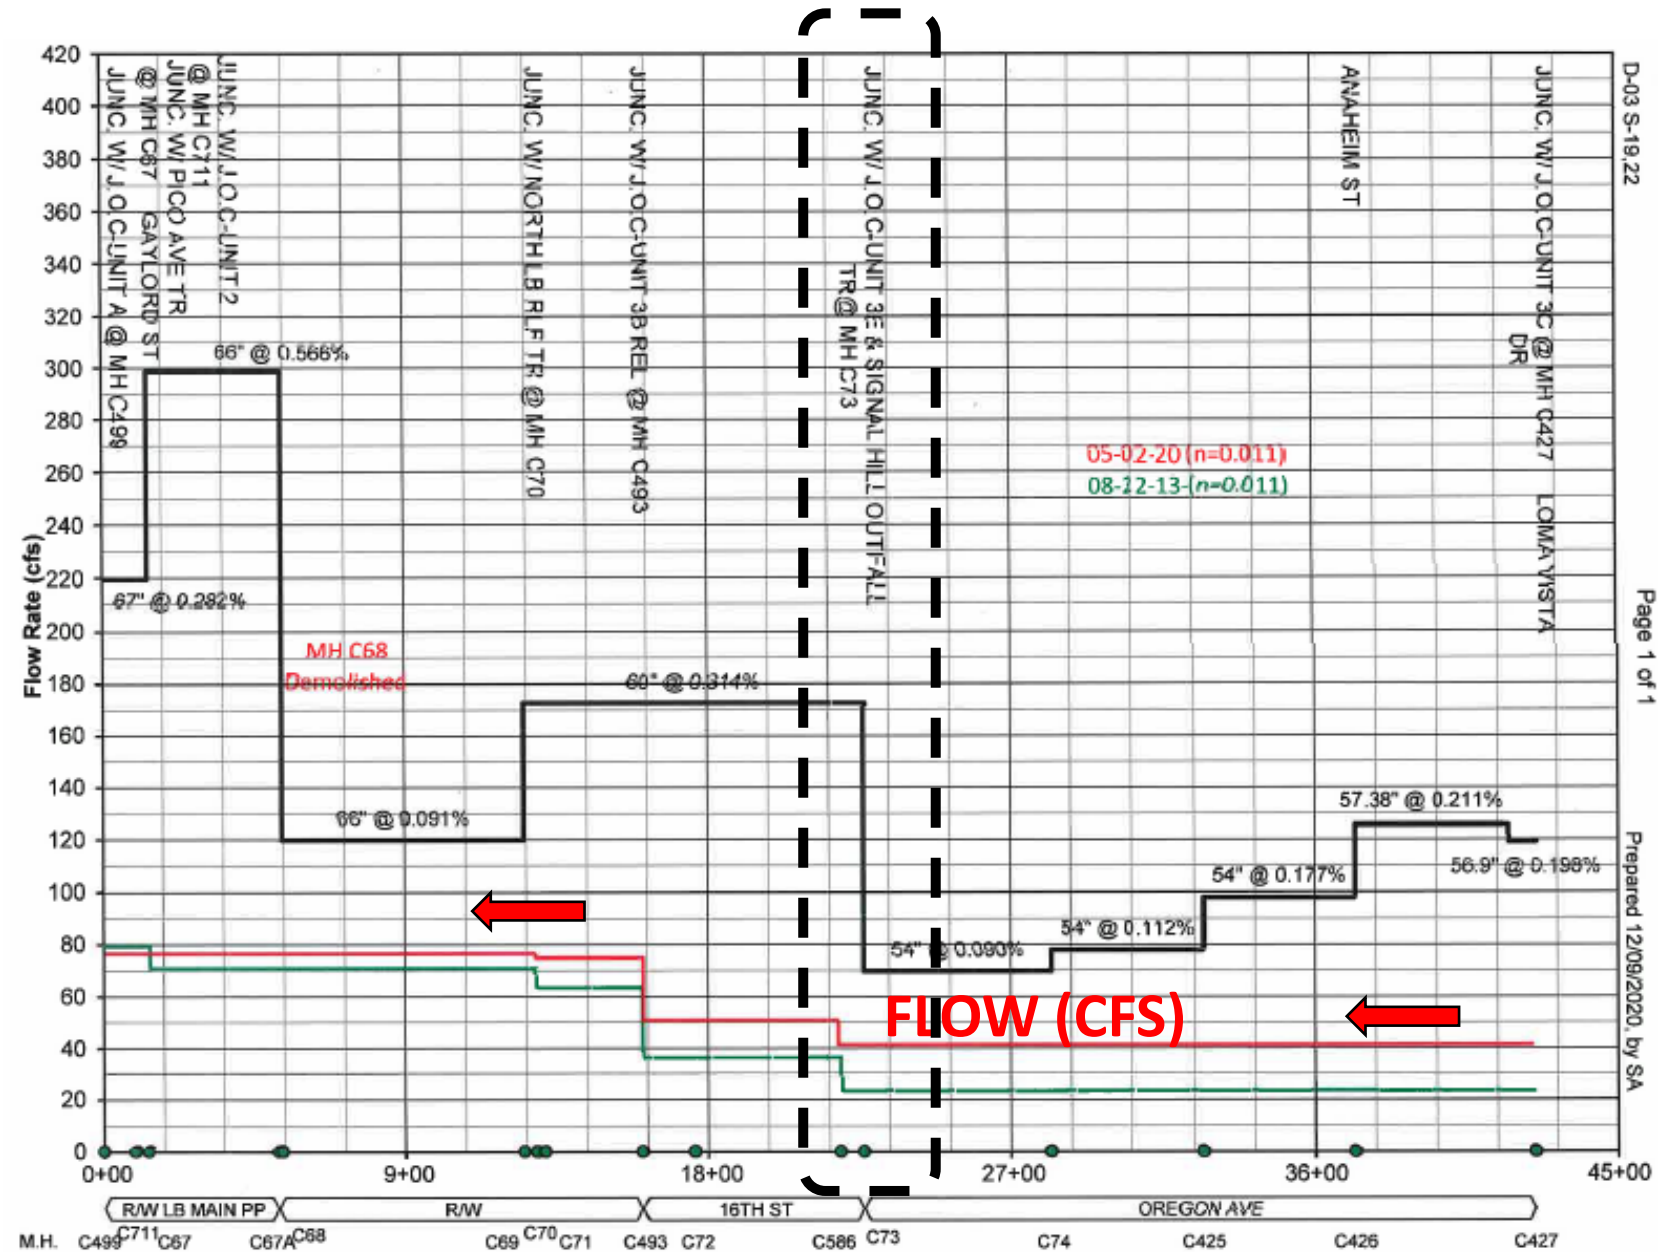 420
400
380
360
340
320
300
280
260
240
220
200
180
160
140
120
100
80
60
40
20
0
Flow Rate (cfs)
JUNC. W/ J.O.C-UNIT A @ MH C499
@ MH C67 GAYLORD ST
JUNC. W/ PICO AVE TR
@ MH C711
JUNC. W/ J.O.C-UNIT 2
JUNC. W/ NORTH LB RLF TR @ MH C70
JUNC. W/ J.O.C-UNIT 3B REL @ MH C493
TR @ MH C73
JUNC. W/ J.O.C-UNIT 3E & SIGNAL HILL OUTFALL
ANAHEIM ST
DR
JUNC. W/ J.O.C-UNIT 3C @ MH C427 LOMA VISTA
D-03 S-19,22
Page 1 of 1
Prepared 12/09/2020, by SA
66" @ 0.566%
67" @ 0.282%
MH C68
Demolished
66" @ 0.091%
60" @ 0.314%
05-02-20 (n=0.011)
08-22-13-(n=0.011)
54" @ 0.090%
54" @ 0.112%
54" @ 0.177%
57.38" @ 0.211%
56.9" @ 0.198%
FLOW (CFS)
0+00 9+00 18+00 27+00 36+00 45+00
R/W LB MAIN PP R/W 16TH ST OREGON AVE
M.H. C499 C711 C67 C67A C68 C69 C70 C71 C493 C72 C586 C73 C74 C425 C426 C427